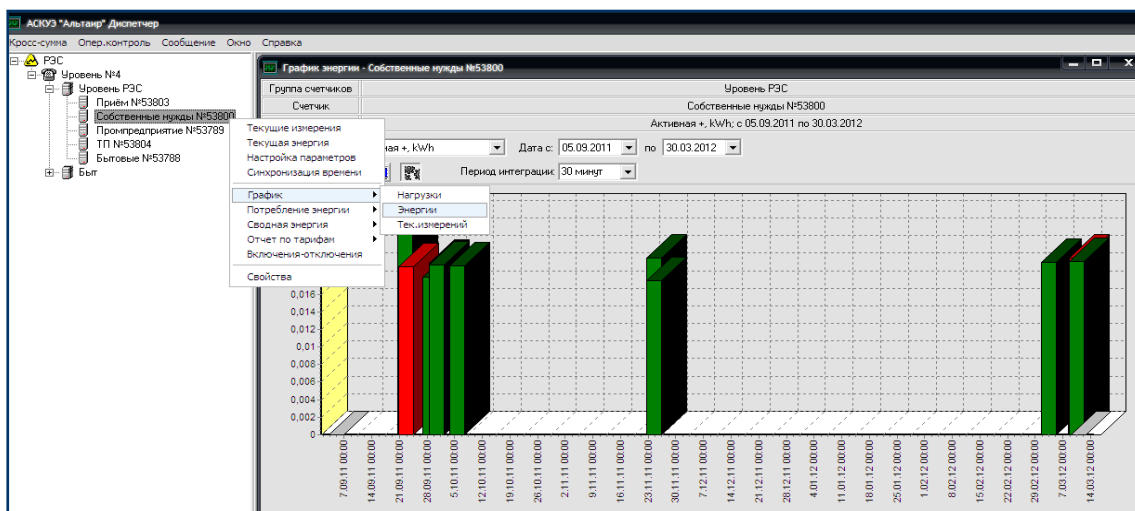 АСКУЭ "Альтаир" Диспетчер
Кросс-сумма Опер.контроль Сообщение Окно Справка
РЭС
Уровень №4
Уровень РЭС
Приём №53803
Собственные нужды №53800
Промпредприятие №53789
ТП №53804
Бытовые №53788
Быт
Текущие измерения
Текущая энергия
Настройка параметров
Синхронизация времени
График
Потребление энергии
Сводная энергия
Отчет по тарифам
Включения-отключения
Свойства
Нагрузки
Энергии
Тек.измерений
График энергии - Собственные нужды №53800
Группа счетчиков Уровень РЭС
Счетчик Собственные нужды №53800
Активная +, kWh; с 05.09.2011 по 30.03.2012
ная +, kWh Дата с: 05.09.2011 по 30.03.2012
Период интеграции: 30 минут
0,016
0,014
0,012
0,01
0,008
0,006
0,004
0,002
0
7.09.11 00:00
14.09.11 00:00
21.09.11 00:00
28.09.11 00:00
5.10.11 00:00
12.10.11 00:00
19.10.11 00:00
26.10.11 00:00
2.11.11 00:00
9.11.11 00:00
16.11.11 00:00
23.11.11 00:00
30.11.11 00:00
7.12.11 00:00
14.12.11 00:00
21.12.11 00:00
28.12.11 00:00
4.01.12 00:00
11.01.12 00:00
18.01.12 00:00
25.01.12 00:00
1.02.12 00:00
8.02.12 00:00
15.02.12 00:00
22.02.12 00:00
29.02.12 00:00
7.03.12 00:00
14.03.12 00:00